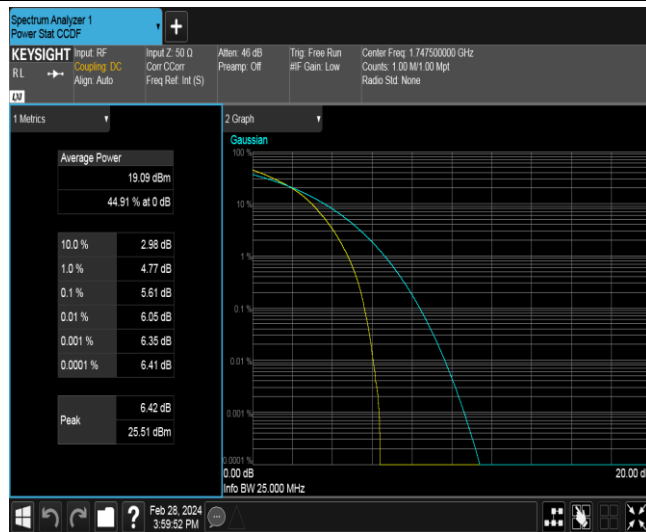 Spectrum Analyzer 1
Power Stat CCDF
+
KEYSIGHT
RL
LXI
Input: RF
Coupling: DC
Align: Auto
Input Z: 50 Ω
Corr CCorr
Freq Ref: Int (S)
Atten: 46 dB
Preamp: Off
Trig: Free Run
#IF Gain: Low
Center Freq: 1.747500000 GHz
Counts: 1.00 M/1.00 Mpt
Radio Std: None
1 Metrics
Average Power
19.09 dBm
44.91 % at 0 dB
10.0 % 2.98 dB
1.0 % 4.77 dB
0.1 % 5.61 dB
0.01 % 6.05 dB
0.001 % 6.35 dB
0.0001 % 6.41 dB
Peak 6.42 dB
25.51 dBm
2 Graph
Gaussian
100 %
10 %
1 %
0.1 %
0.01 %
0.001 %
0.0001 %
0.00 dB 20.00 d
Info BW 25.000 MHz
?
Feb 28, 2024
3:59:52 PM